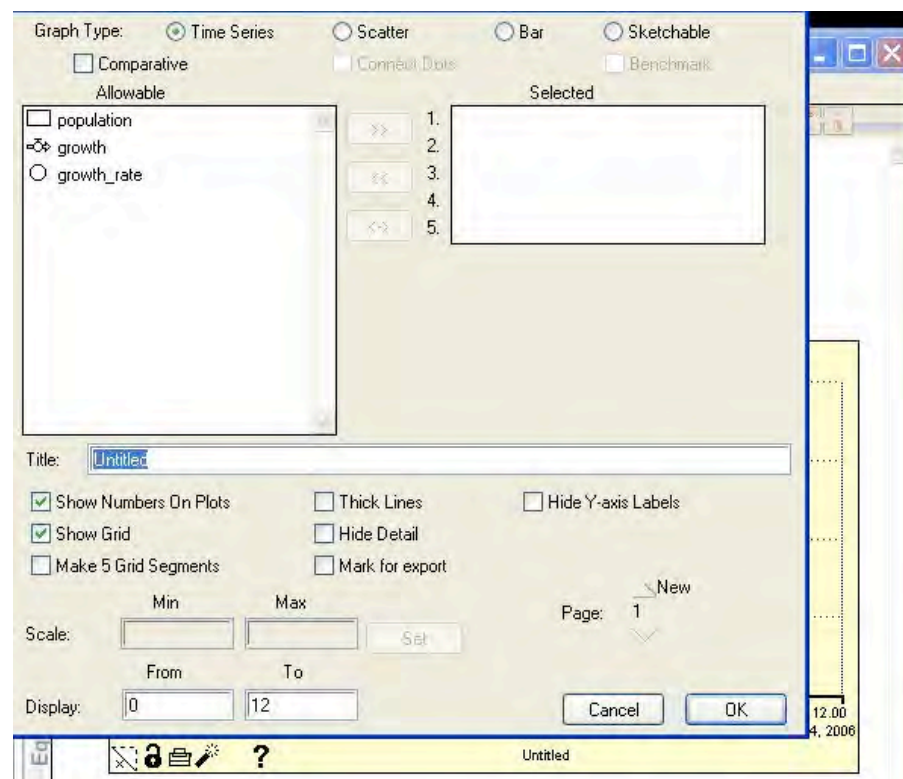 Graph Type: Time Series Scatter Bar Sketchable
Comparative Connect Dots Benchmark
Allowable Selected
population
growth
growth_rate
>> 1.
2.
<< 3.
4.
<-> 5.
Title: Untitled
Show Numbers On Plots Thick Lines Hide Y-axis Labels
Show Grid Hide Detail
Make 5 Grid Segments Mark for export
Min Max New
Page: 1
Scale: Set
From To
Display: 0 12 Cancel OK
12.00
4, 2006
Eq ? Untitled